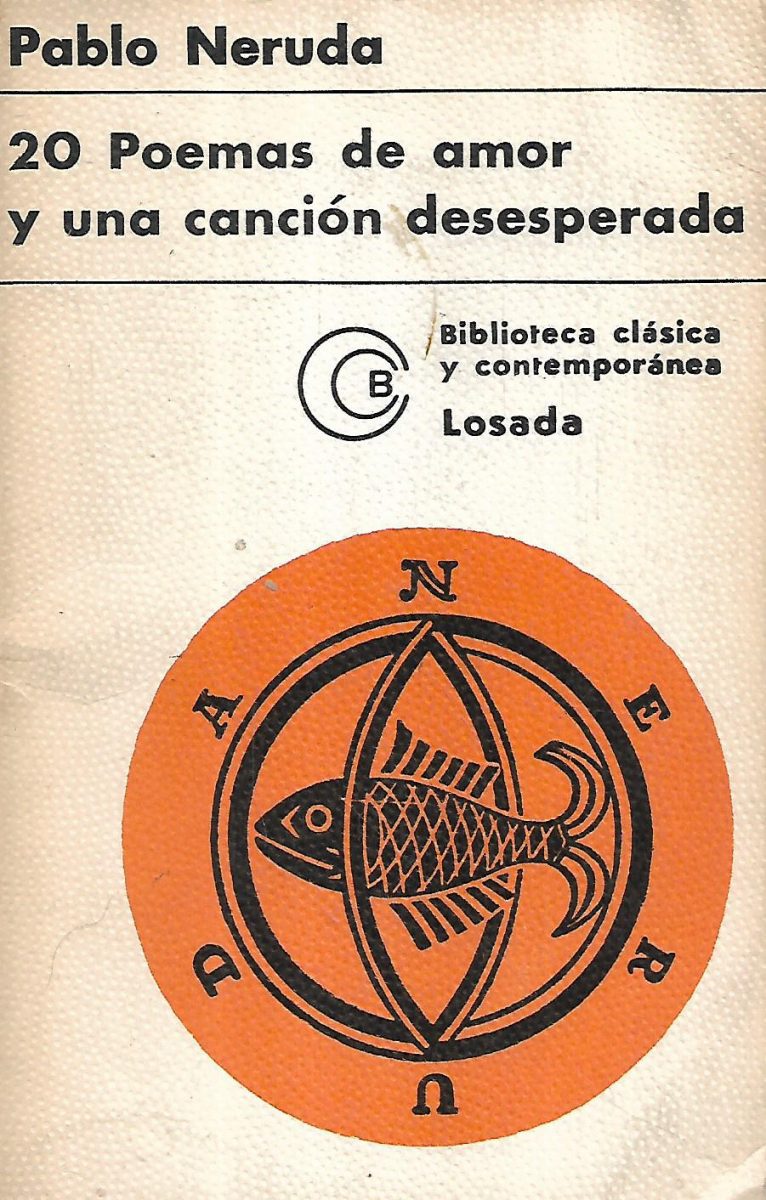 Pablo Neruda
20 Poemas de amor
y una canción desesperada
B
Biblioteca clásica
y contemporánea
Losada
N
E
R
U
D
A